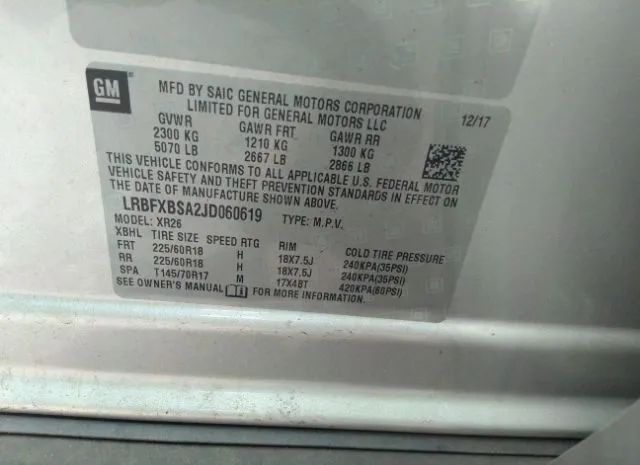 GM
MFD BY SAIC GENERAL MOTORS CORPORATION
LIMITED FOR GENERAL MOTORS LLC 12/17
GVWR GAWR FRT GAWR RR
2300 KG 1210 KG 1300 KG
5070 LB 2667 LB 2866 LB
THIS VEHICLE CONFORMS TO ALL APPLICABLE U.S. FEDERAL MOTOR
VEHICLE SAFETY AND THEFT PREVENTION STANDARDS IN EFFECT ON
THE DATE OF MANUFACTURE SHOWN ABOVE.
LRBFXBSA2JD060619 TYPE: M.P.V.
MODEL: XR26
XBHL TIRE SIZE SPEED RTG RIM COLD TIRE PRESSURE
FRT 225/60R18 H 18X7.5J 240KPA(35PSI)
RR 225/60R18 H 18X7.5J 240KPA(35PSI)
SPA T145/70R17 M 17X4BT 420KPA(60PSI)
SEE OWNER'S MANUAL FOR MORE INFORMATION.